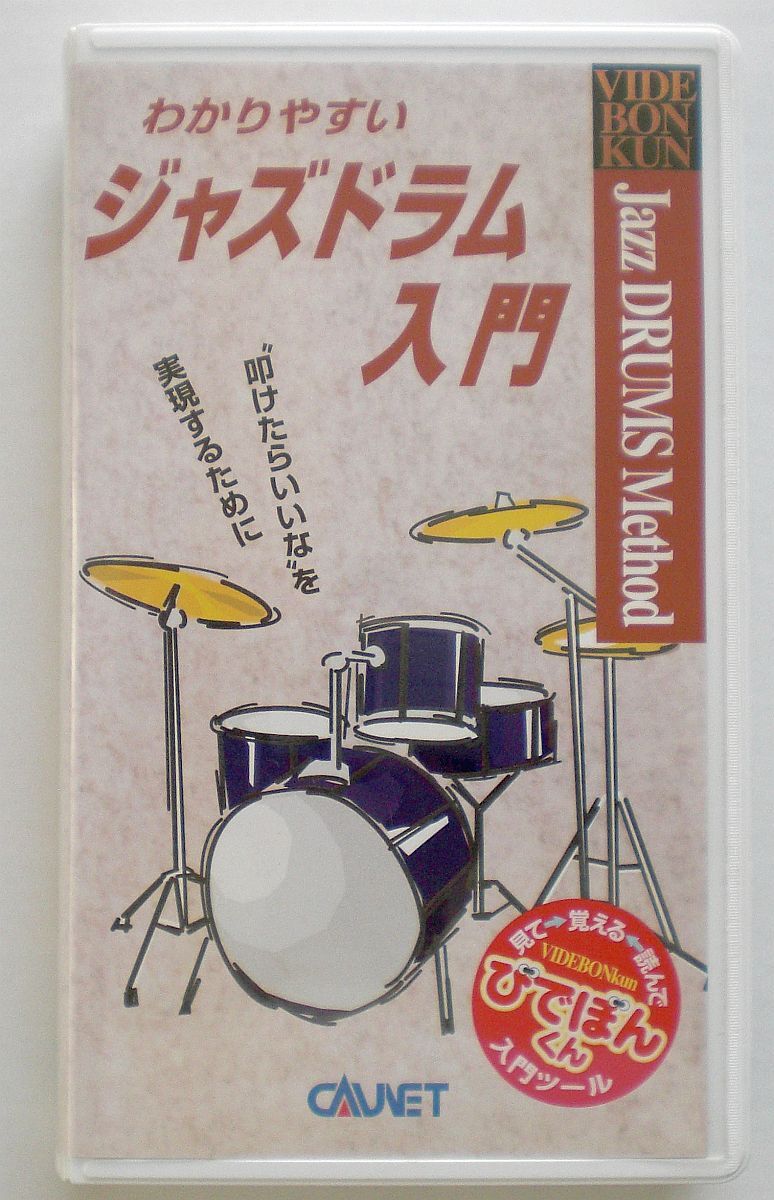 わかりやすい
ジャズドラム
入門
VIDE
BON
KUN
Jazz DRUMS Method
"叩けたらいいな"を
実現するために
見て→覚える←読んで
VIDEBONkun
びでぼん
くん
入門ツール
CAUNET